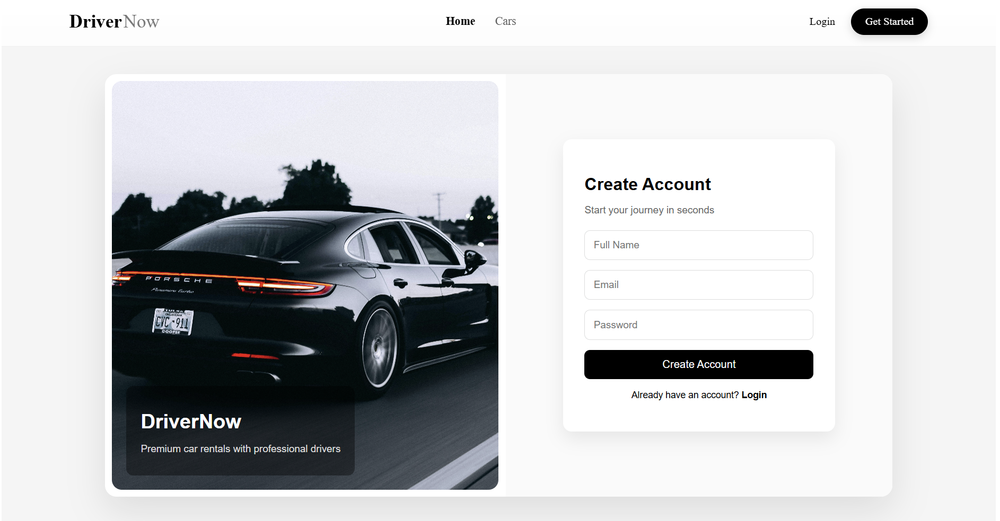 DriverNow
Home
Cars
Login
Get Started
PORSCHE
Panamera turbo
OKLAHOMA
CVC-911
COOPER
DriverNow
Premium car rentals with professional drivers
Create Account
Start your journey in seconds
Full Name
Email
Password
Create Account
Already have an account? Login